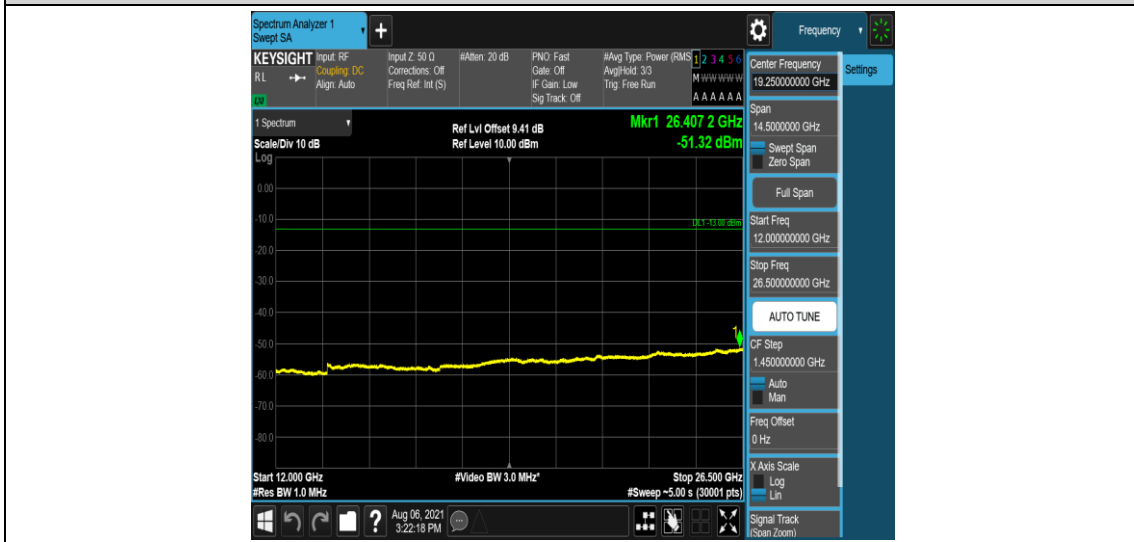 Spectrum Analyzer 1
Swept SA
+
Frequency
KEYSIGHT
RL
LXI
Input: RF
Coupling: DC
Align: Auto
Input Z: 50 Ω
Corrections: Off
Freq Ref: Int (S)
#Atten: 20 dB
PNO: Fast
Gate: Off
IF Gain: Low
Sig Track: Off
#Avg Type: Power (RMS
Avg|Hold: 3/3
Trig: Free Run
1 2 3 4 5 6
M W W W W W
A A A A A A
1 Spectrum
Scale/Div 10 dB
Log
Ref Lvl Offset 9.41 dB
Ref Level 10.00 dBm
Mkr1 26.407 2 GHz
-51.32 dBm
0.00
-10.0
DL1 -13.00 dBm
-20.0
-30.0
-40.0
1
-50.0
-60.0
-70.0
-80.0
Start 12.000 GHz
#Res BW 1.0 MHz
#Video BW 3.0 MHz*
Stop 26.500 GHz
#Sweep ~5.00 s (30001 pts)
?
Aug 06, 2021
3:22:18 PM
Center Frequency
19.250000000 GHz
Settings
Span
14.5000000 GHz
Swept Span
Zero Span
Full Span
Start Freq
12.000000000 GHz
Stop Freq
26.500000000 GHz
AUTO TUNE
CF Step
1.450000000 GHz
Auto
Man
Freq Offset
0 Hz
X Axis Scale
Log
Lin
Signal Track
(Span Zoom)